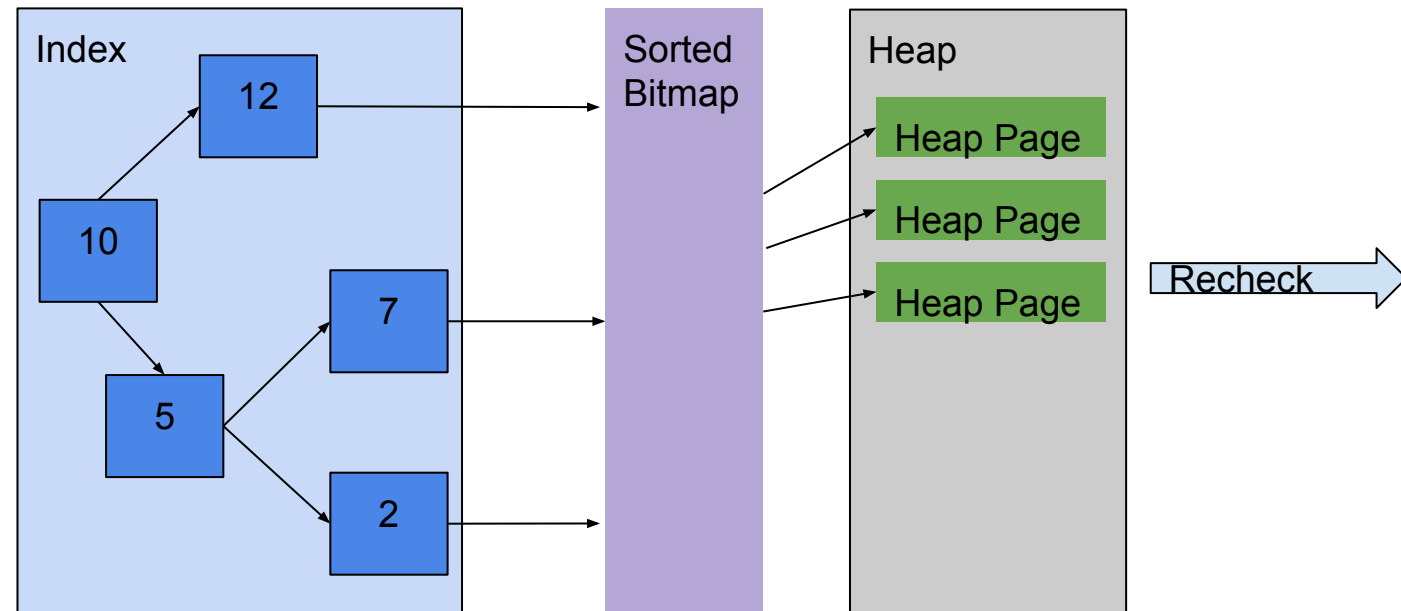 Index
12
10
7
5
2
Sorted
Bitmap
Heap
Heap Page
Heap Page
Heap Page
Recheck